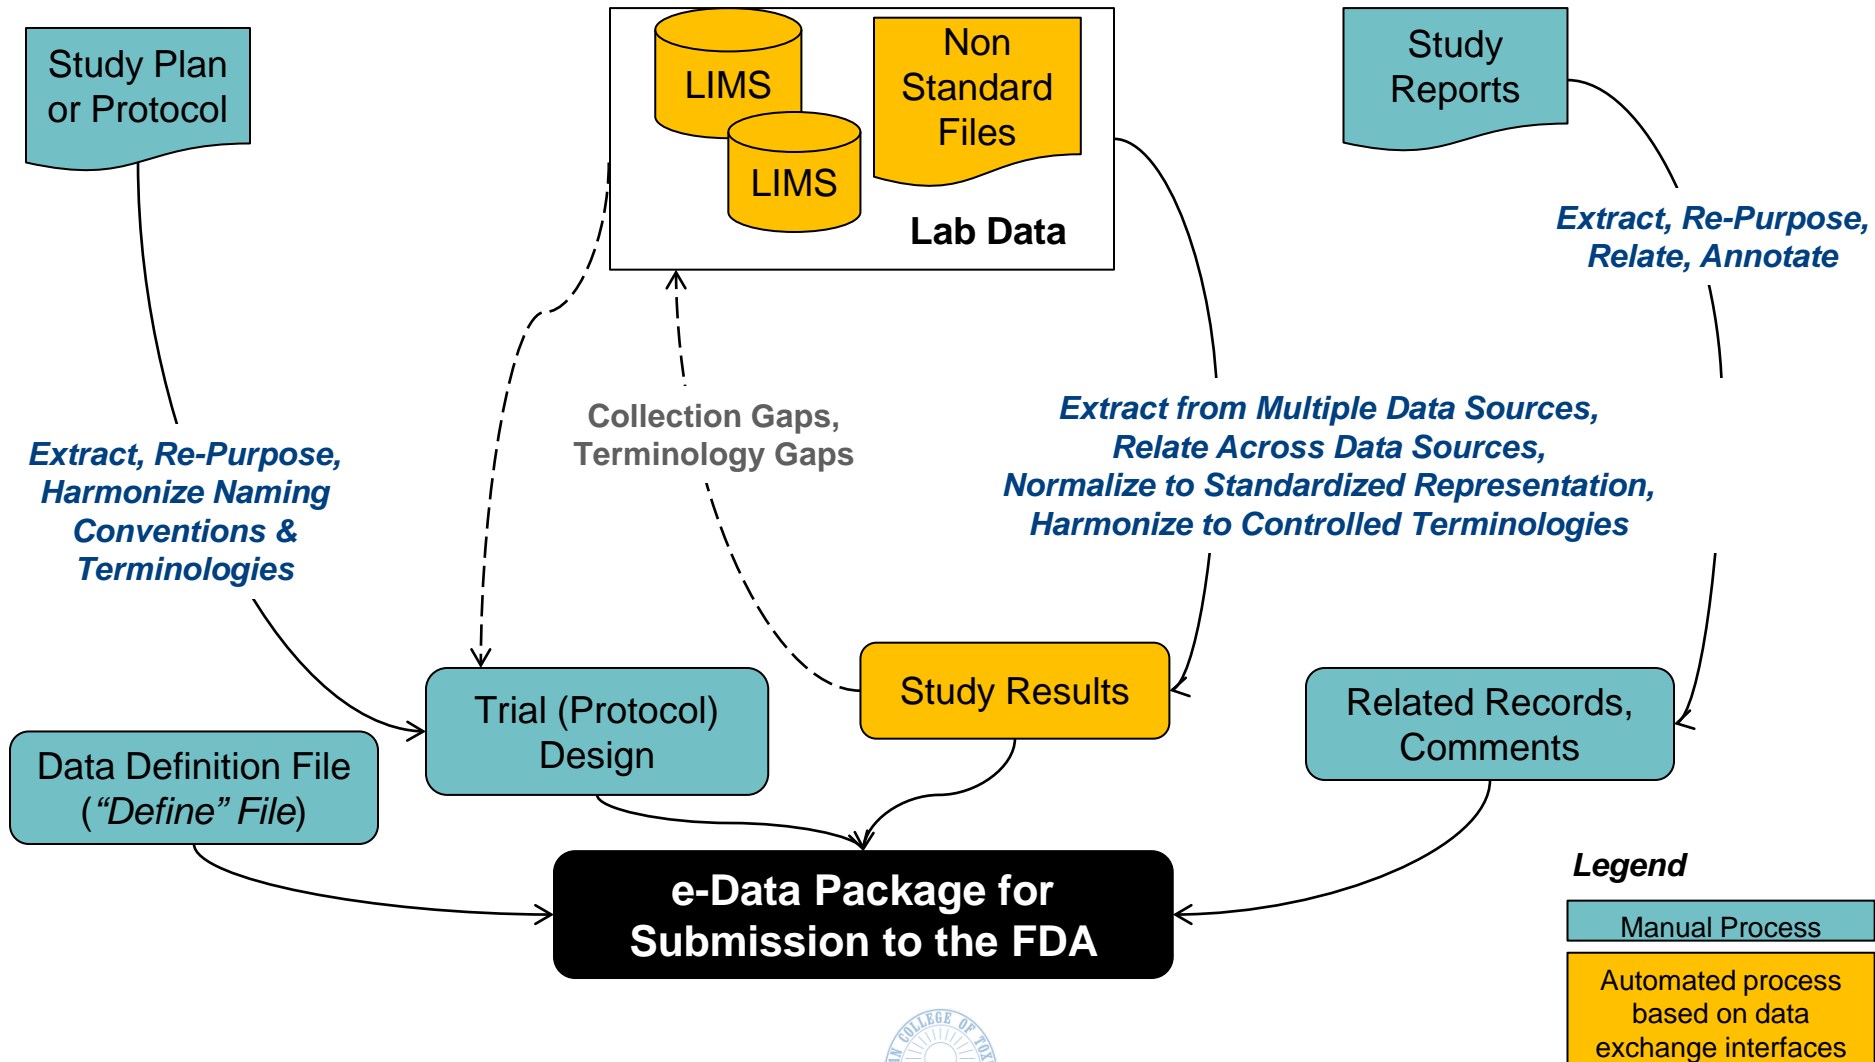 Study Plan
or Protocol
LIMS
LIMS
Non
Standard
Files
Lab Data
Study
Reports
Extract, Re-Purpose,
Relate, Annotate
Collection Gaps,
Terminology Gaps
Extract from Multiple Data Sources,
Relate Across Data Sources,
Normalize to Standardized Representation,
Harmonize to Controlled Terminologies
Extract, Re-Purpose,
Harmonize Naming
Conventions &
Terminologies
Trial (Protocol)
Design
Study Results
Related Records,
Comments
Data Definition File
(“Define” File)
e-Data Package for
Submission to the FDA
Legend
Manual Process
Automated process
based on data
exchange interfaces
COLLEGE OF